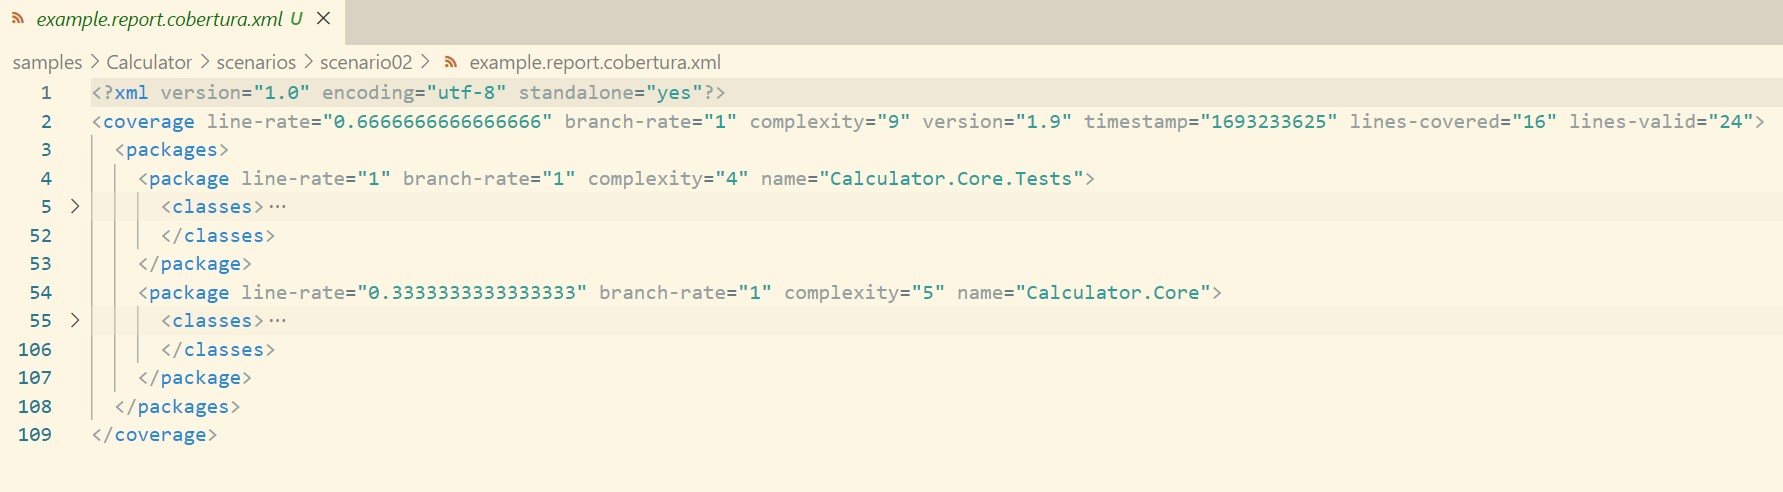 example.report.cobertura.xml U
samples > Calculator > scenarios > scenario02 > example.report.cobertura.xml
1 <?xml version="1.0" encoding="utf-8" standalone="yes"?>
2 <coverage line-rate="0.6666666666666666" branch-rate="1" complexity="9" version="1.9" timestamp="1693233625" lines-covered="16" lines-valid="24">
3 <packages>
4 <package line-rate="1" branch-rate="1" complexity="4" name="Calculator.Core.Tests">
5 <classes>···
52 </classes>
53 </package>
54 <package line-rate="0.3333333333333333" branch-rate="1" complexity="5" name="Calculator.Core">
55 <classes>···
106 </classes>
107 </package>
108 </packages>
109 </coverage>